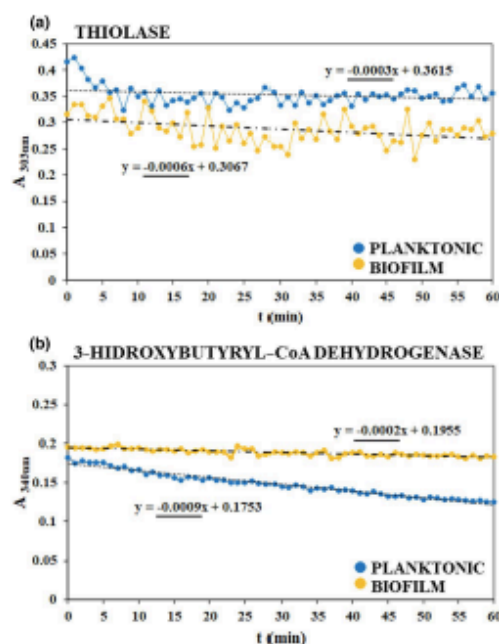 (a)
THIOLASE
0.45
0.4
0.35
0.3
0.25
0.2
0.15
0.1
0.05
0
A 303nm
y = -0.0003x + 0.3615
y = -0.0006x + 0.3067
PLANKTONIC
BIOFILM
0 5 10 15 20 25 30 35 40 45 50 55 60
t (min)
(b)
3-HIDROXYBUTYRYL-CoA DEHYDROGENASE
0.3
0.25
0.2
0.15
0.1
0.05
0
A 340nm
y = -0.0002x + 0.1955
y = -0.0009x + 0.1753
PLANKTONIC
BIOFILM
0 5 10 15 20 25 30 35 40 45 50 55 60
t (min)